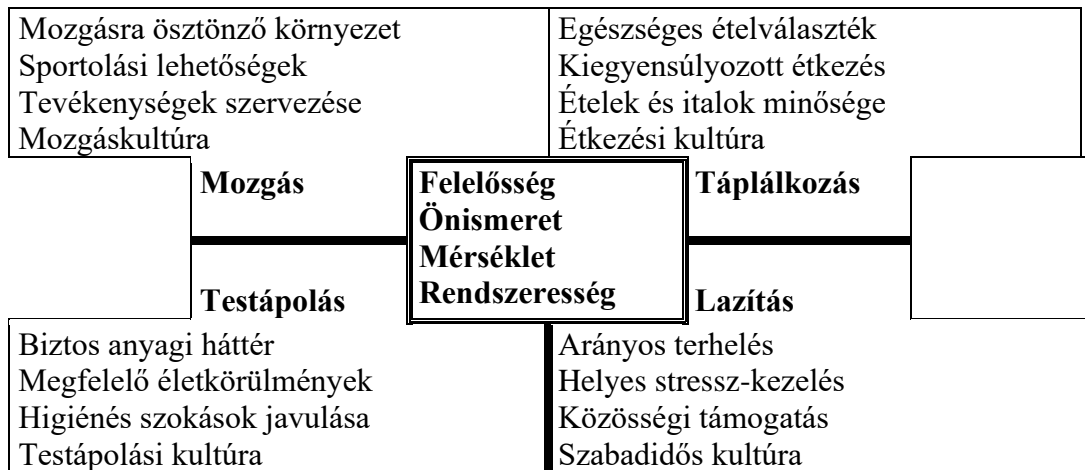 Mozgásra ösztönző környezet
Sportolási lehetőségek
Tevékenységek szervezése
Mozgáskultúra
Egészséges ételválaszték
Kiegyensúlyozott étkezés
Ételek és italok minősége
Étkezési kultúra
Mozgás
Felelősség
Önismeret
Mérséklet
Rendszeresség
Táplálkozás
Testápolás
Lazítás
Biztos anyagi háttér
Megfelelő életkörülmények
Higiénés szokások javulása
Testápolási kultúra
Arányos terhelés
Helyes stressz-kezelés
Közösségi támogatás
Szabadidős kultúra